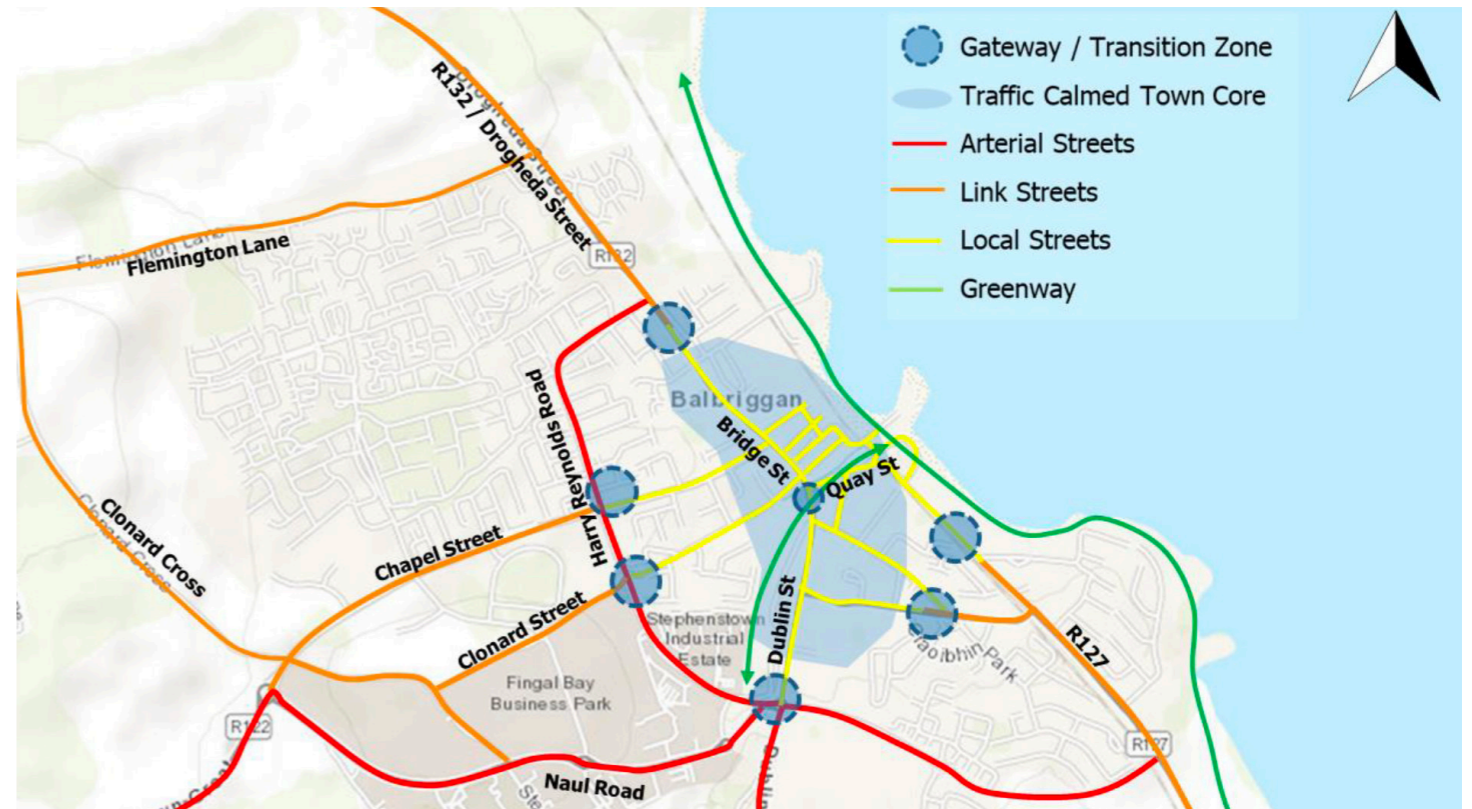 Gateway / Transition Zone
Traffic Calmed Town Core
Arterial Streets
Link Streets
Local Streets
Greenway
R132 / Drogheda Street
Drogheda Street
R132
Flemington Lane
Flemington Lane
Balbriggan
Bridge St
Quay St
Harry Reynolds Road
Clonard Cross
Clonard Cross
Chapel Street
Clonard Street
Stephenstown
Industrial
Estate
Dublin St
R127
Park
Fingal Bay
Business Park
R122
R127
Naul Road